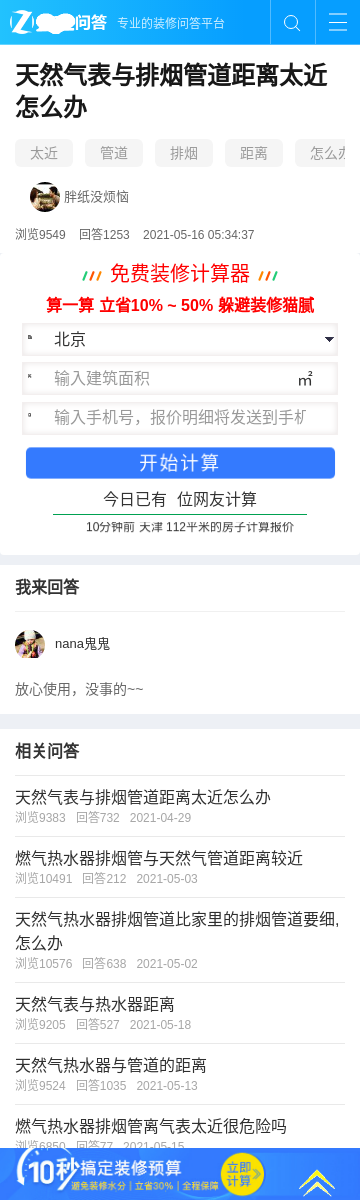 问答 专业的装修问答平台
天然气表与排烟管道距离太近
怎么办
太近 管道 排烟 距离 怎么办
胖纸没烦恼
浏览9549 回答1253 2021-05-16 05:34:37
免费装修计算器
算一算 立省10% ~ 50% 躲避装修猫腻
北京
输入建筑面积 ㎡
输入手机号，报价明细将发送到手机
开始计算
今日已有 位网友计算
10分钟前 天津 112平米的房子计算报价
我来回答
nana鬼鬼
放心使用，没事的~~
相关问答
天然气表与排烟管道距离太近怎么办
浏览9383 回答732 2021-04-29
燃气热水器排烟管与天然气管道距离较近
浏览10491 回答212 2021-05-03
天然气热水器排烟管道比家里的排烟管道要细,
怎么办
浏览10576 回答638 2021-05-02
天然气表与热水器距离
浏览9205 回答527 2021-05-18
天然气热水器与管道的距离
浏览9524 回答1035 2021-05-13
燃气热水器排烟管离气表太近很危险吗
浏览6850 回答77 2021-05-15
10秒搞定装修预算
避免装修水分 | 立省30% | 全程保障
立即
计算